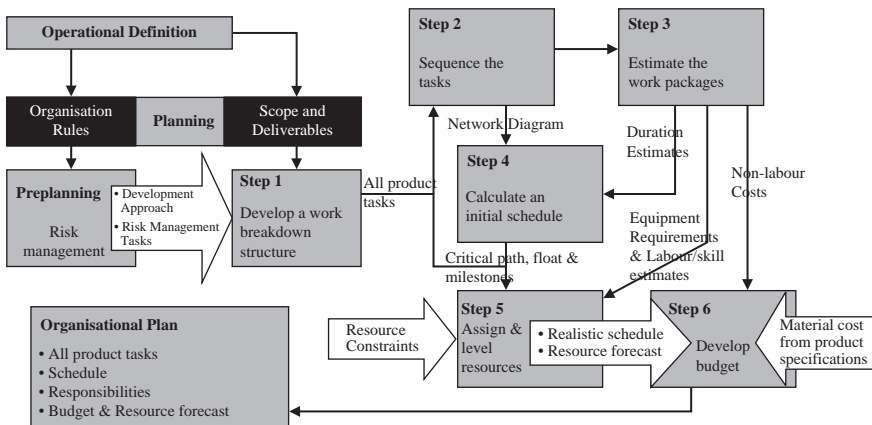 Operational Definition
Organisation
Rules
Planning
Scope and
Deliverables
Preplanning
Risk
management
• Development
Approach
• Risk Management
Tasks
Step 1
Develop a work
breakdown
structure
All product
tasks
Step 2
Sequence the
tasks
Step 3
Estimate the
work packages
Network Diagram
Duration
Estimates
Step 4
Calculate an
initial schedule
Non-labour
Costs
Equipment
Requirements
& Labour/skill
estimates
Critical path, float &
milestones
Resource
Constraints
Step 5
Assign &
level
resources
• Realistic schedule
• Resource forecast
Step 6
Develop
budget
Material cost
from product
specifications
Organisational Plan
• All product tasks
• Schedule
• Responsibilities
• Budget & Resource forecast